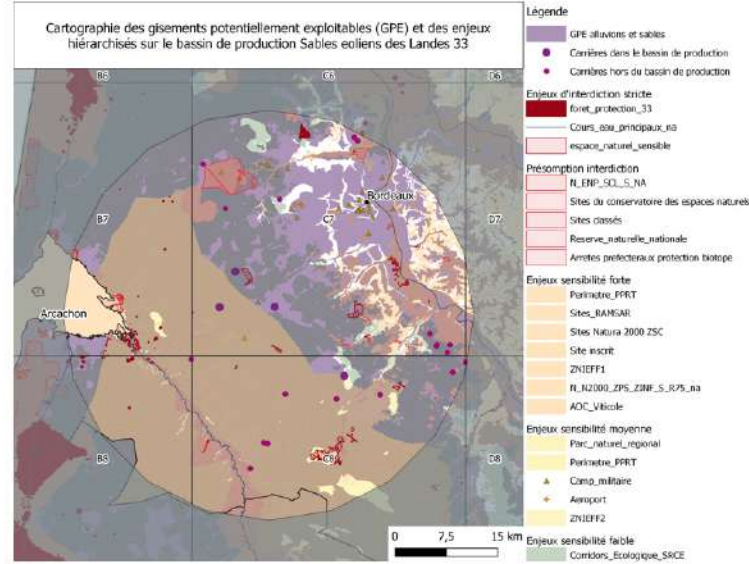 Cartographie des gisements potentiellement exploitables (GPE) et des enjeux
hiérarchisés sur le bassin de production Sables eoliens des Landes 33
B6
C6
D6
Bordeaux
B7
C7
D7
Arcachon
B8
C8
D8
0 7,5 15 km
Légende
GPE alluvions et sables
Carrières dans le bassin de production
Carrières hors du bassin de production
Enjeux d'interdiction stricte
foret_protection_33
Cours_eau_principaux_na
espace_naturel_sensible
Présomption interdiction
N_ENP_SCL_S_NA
Sites du conservatoire des espaces naturels
Sites classés
Reserve_naturelle_nationale
Arretes prefecteraux protection biotope
Enjeux sensibilité forte
Perimetre_PPRT
Sites_RAMSAR
Sites Natura 2000 ZSC
Site inscrit
ZNIEFF1
N_N2000_ZPS_ZINF_S_R75_na
AOC_Viticole
Enjeux sensibilité moyenne
Parc_naturel_regional
Perimetre_PPRT
Camp_militaire
Aeroport
ZNIEFF2
Enjeux sensibilité faible
Corridors_Ecologique_SRCE